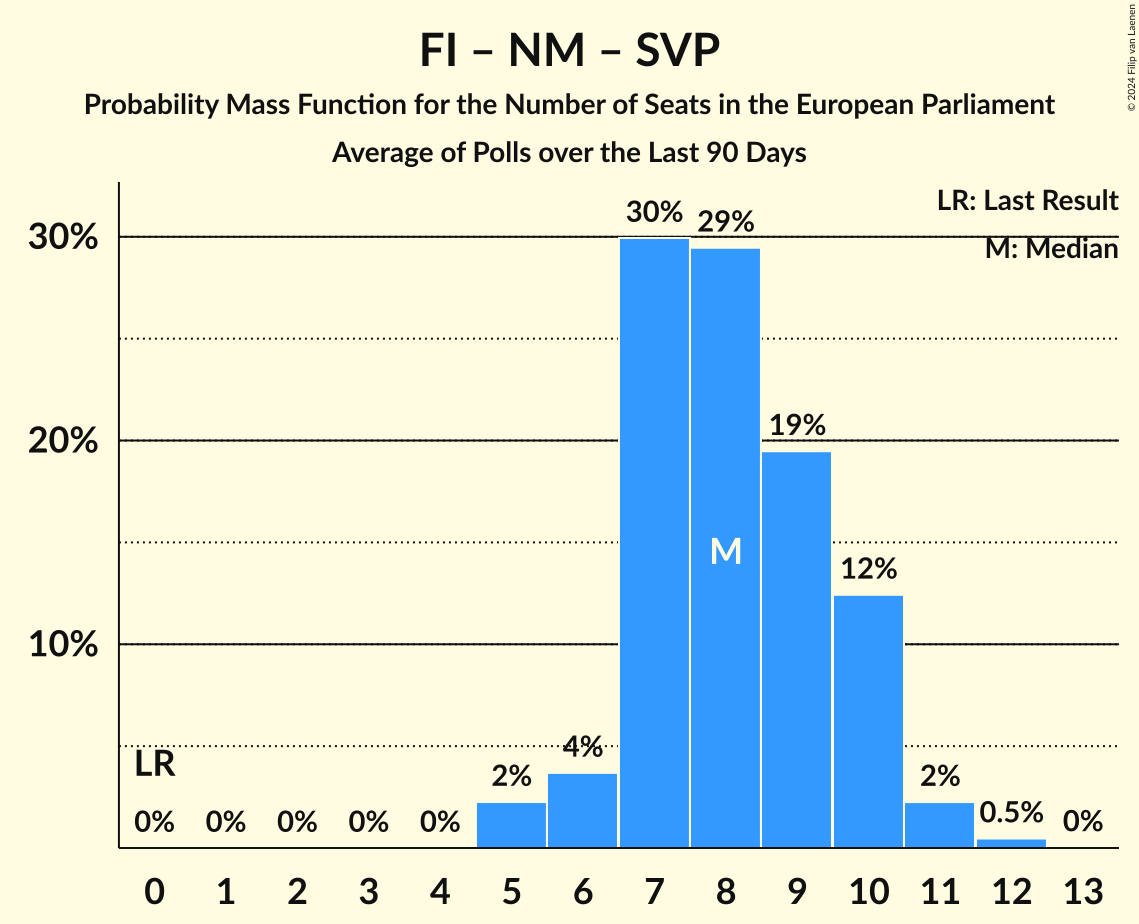 FI – NM – SVP
Probability Mass Function for the Number of Seats in the European Parliament
Average of Polls over the Last 90 Days
© 2024 Filip van Laenen
LR: Last Result
M: Median
30%
20%
10%
30%
29%
19%
M
12%
LR
4%
2%
2%
0.5%
0%
0%
0%
0%
0%
0%
0 1 2 3 4 5 6 7 8 9 10 11 12 13